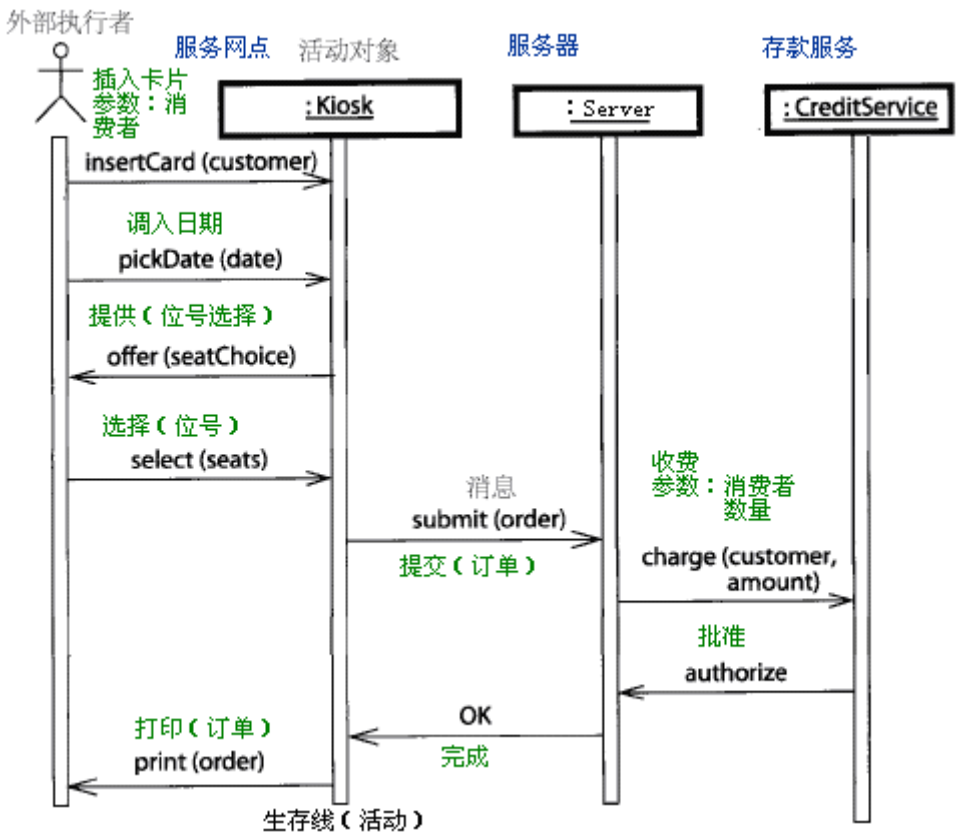 外部执行者
服务网点
活动对象
服务器
存款服务
插入卡片
参数：消
费者
: Kiosk
: Server
: CreditService
insertCard (customer)
调入日期
pickDate (date)
提供（位号选择）
offer (seatChoice)
选择（位号）
select (seats)
消息
submit (order)
提交（订单）
收费
参数：消费者
数量
charge (customer,
amount)
批准
authorize
OK
完成
打印（订单）
print (order)
生存线（活动）